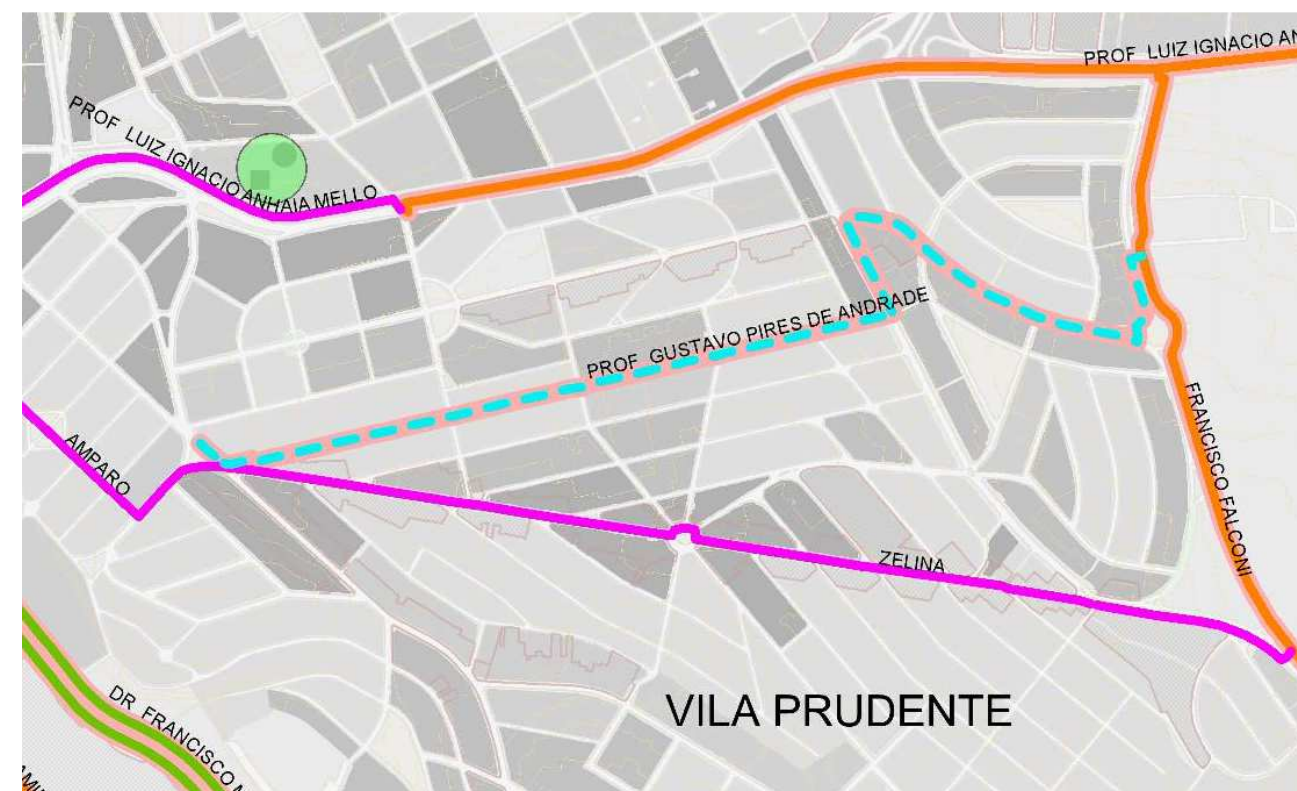 PROF LUIZ IGNACIO AN
PROF LUIZ IGNACIO ANHAIA MELLO
PROF GUSTAVO PIRES DE ANDRADE
AMPARO
FRANCISCO FALCONI
ZELINA
VILA PRUDENTE
DR FRANCISCO